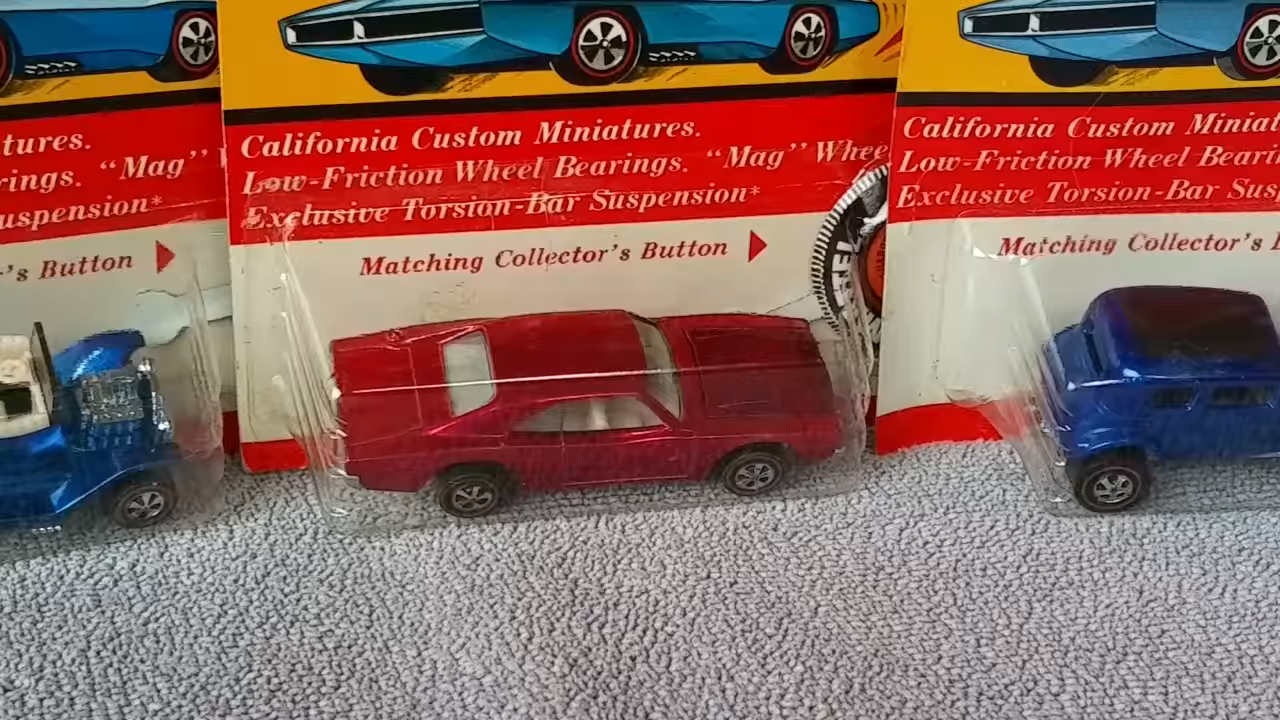 tures.
rings. "Mag"
uspension*
's Button
California Custom Miniatures.
Low-Friction Wheel Bearings. "Mag" Whee
Exclusive Torsion-Bar Suspension*
Matching Collector's Button
California Custom Miniat
Low-Friction Wheel Beari
Exclusive Torsion-Bar Sus
Matching Collector's